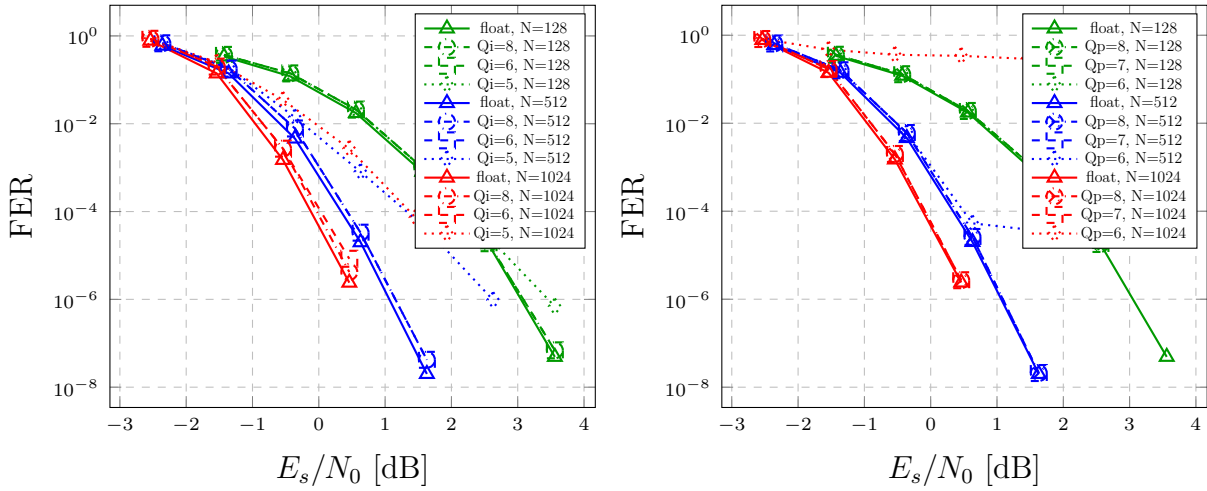 10^0
10^−2
10^−4
10^−6
10^−8
FER
−3 −2 −1 0 1 2 3 4
E_s/N_0 [dB]
float, N=128
Qi=8, N=128
Qi=6, N=128
Qi=5, N=128
float, N=512
Qi=8, N=512
Qi=6, N=512
Qi=5, N=512
float, N=1024
Qi=8, N=1024
Qi=6, N=1024
Qi=5, N=1024
10^0
10^−2
10^−4
10^−6
10^−8
FER
−3 −2 −1 0 1 2 3 4
E_s/N_0 [dB]
float, N=128
Qp=8, N=128
Qp=7, N=128
Qp=6, N=128
float, N=512
Qp=8, N=512
Qp=7, N=512
Qp=6, N=512
float, N=1024
Qp=8, N=1024
Qp=7, N=1024
Qp=6, N=1024